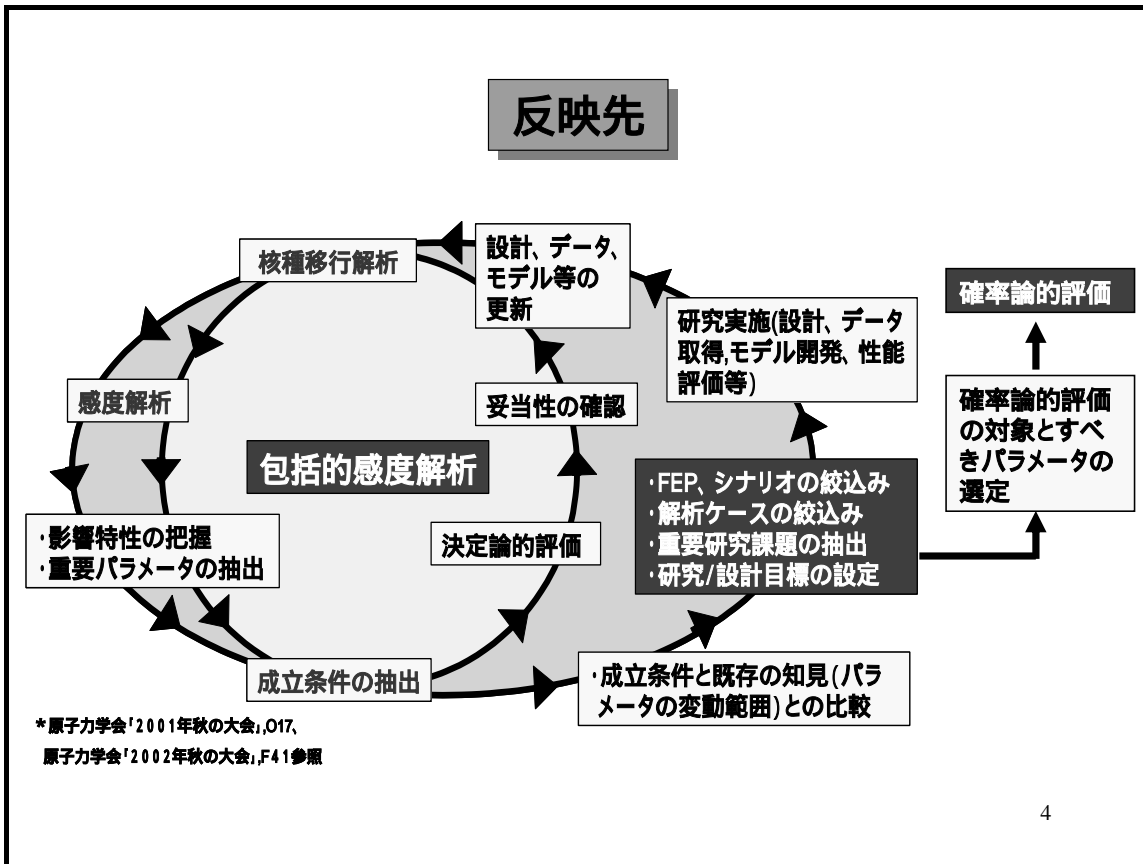 反映先
核種移行解析
設計、データ、
モデル等の
更新
確率論的評価
研究実施(設計、データ
取得,モデル開発、性能
評価等)
感度解析
妥当性の確認
確率論的評価
の対象とすべ
きパラメータの
選定
包括的感度解析
・FEP、シナリオの絞込み
・解析ケースの絞込み
・重要研究課題の抽出
・研究/設計目標の設定
・影響特性の把握
・重要パラメータの抽出
決定論的評価
成立条件の抽出
・成立条件と既存の知見(パラ
メータの変動範囲)との比較
*原子力学会「2001年秋の大会」,O17、
原子力学会「2002年秋の大会」,F41参照
4